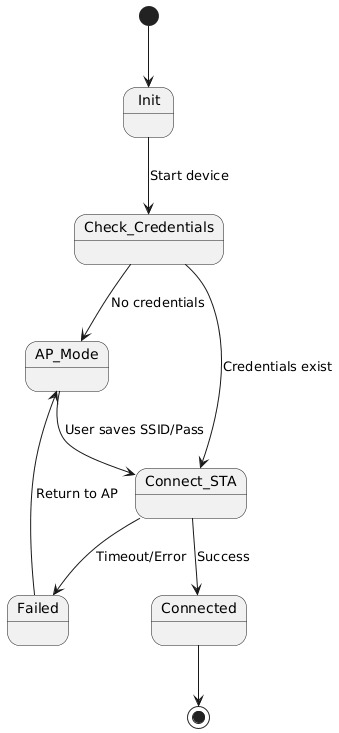 Init
Start device
Check_Credentials
No credentials
AP_Mode
Credentials exist
User saves SSID/Pass
Connect_STA
Return to AP
Timeout/Error
Success
Failed
Connected